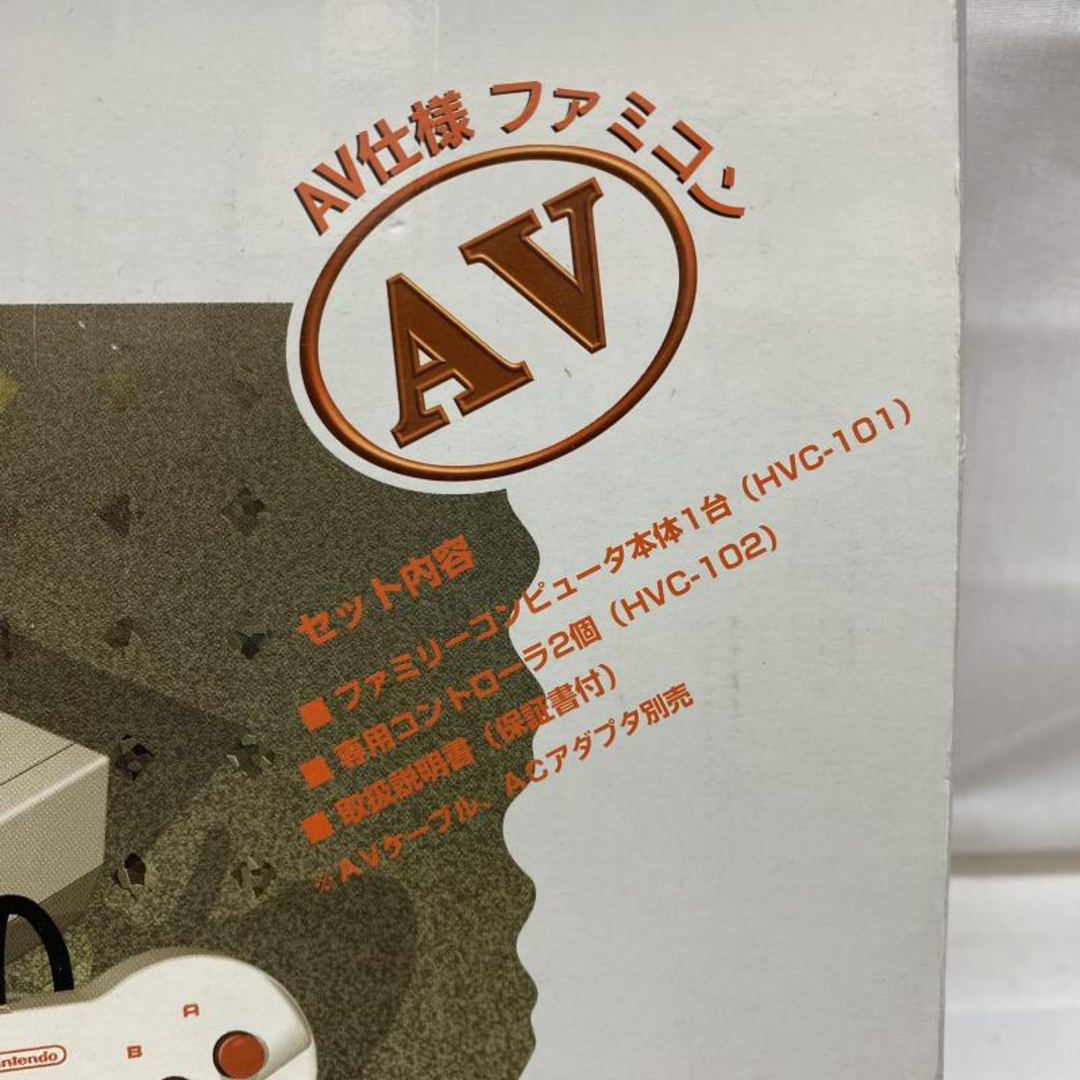 AV仕様 ファミコン
AV
セット内容
■ ファミリーコンピュータ本体1台（HVC-101）
■ 専用コントローラ2個（HVC-102）
■ 取扱説明書（保証書付）
※AVケーブル、ACアダプタ別売
A
B
Nintendo